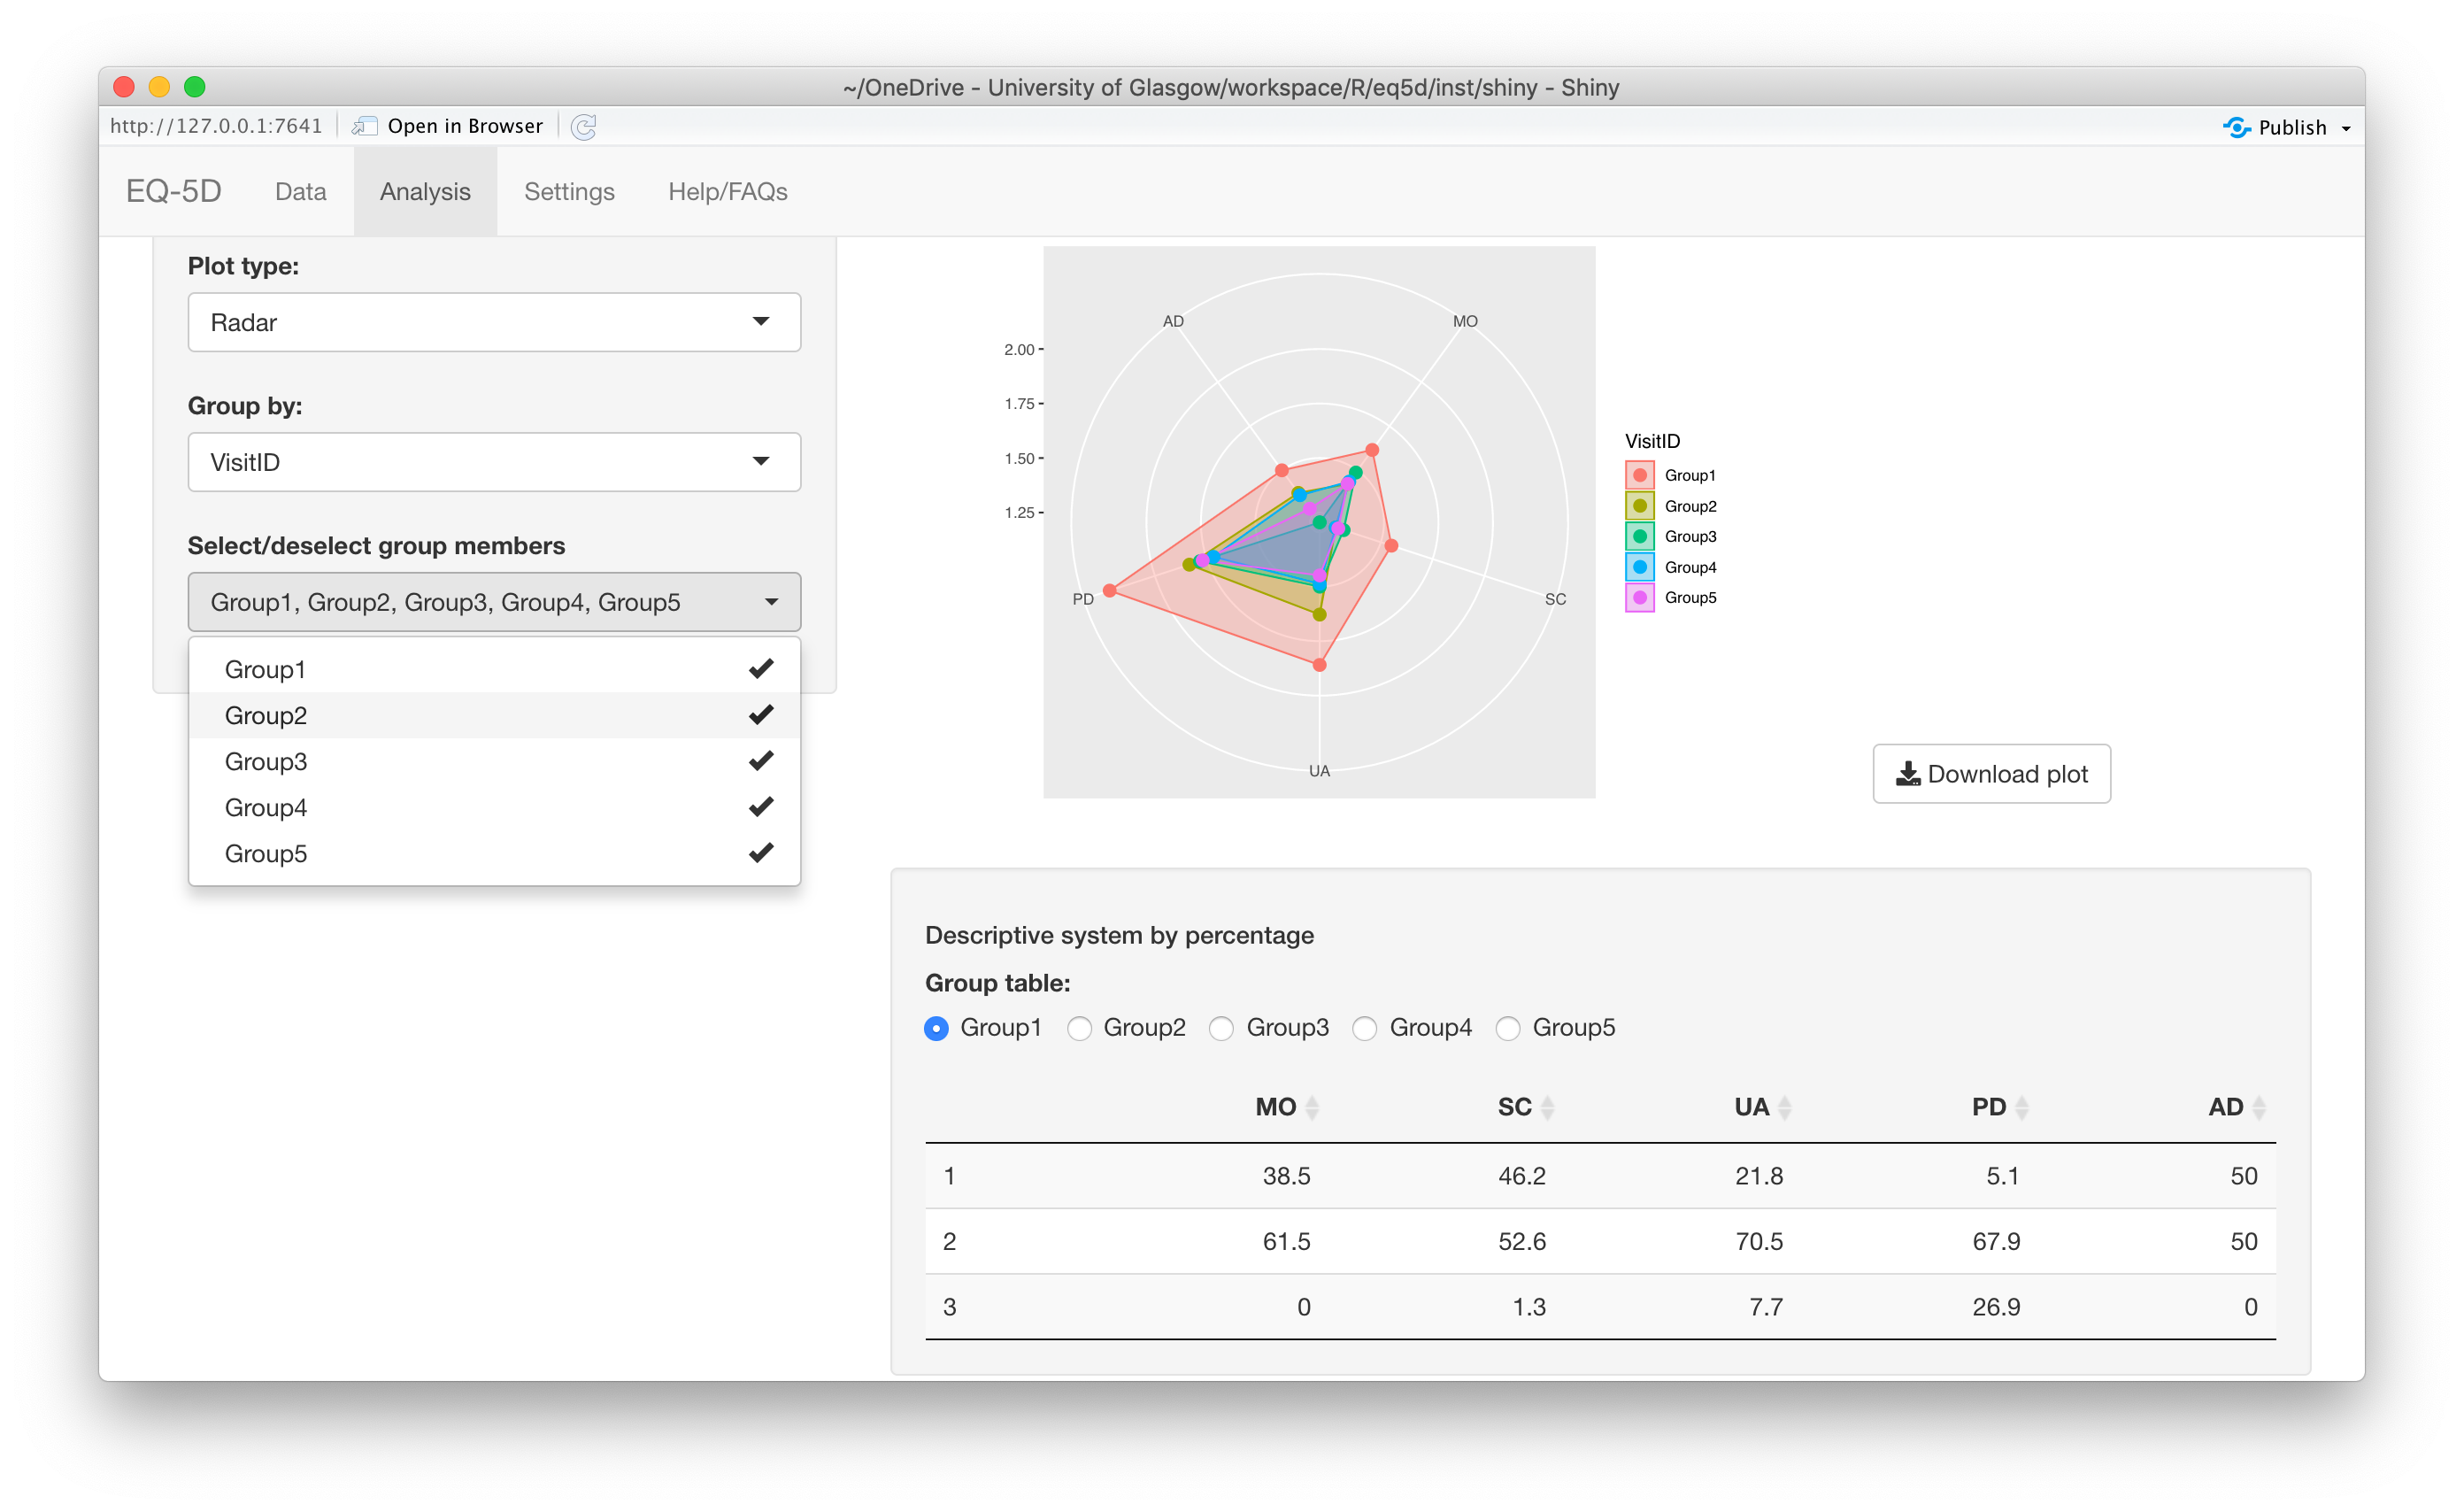 ~/OneDrive - University of Glasgow/workspace/R/eq5d/inst/shiny - Shiny
http://127.0.0.1:7641 Open in Browser Publish
EQ-5D Data Analysis Settings Help/FAQs
Plot type:
Radar
Group by:
VisitID
Select/deselect group members
Group1, Group2, Group3, Group4, Group5
Group1
Group2
Group3
Group4
Group5
AD MO
2.00
1.75
1.50
1.25
PD SC
UA
VisitID
Group1
Group2
Group3
Group4
Group5
Download plot
Descriptive system by percentage
Group table:
Group1 Group2 Group3 Group4 Group5
MO SC UA PD AD
1 38.5 46.2 21.8 5.1 50
2 61.5 52.6 70.5 67.9 50
3 0 1.3 7.7 26.9 0